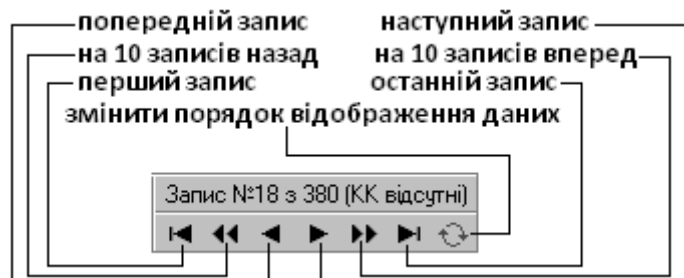 попередній запис наступний запис
на 10 записів назад на 10 записів вперед
перший запис останній запис
змінити порядок відображення даних
Запис №18 з 380 (КК відсутні)